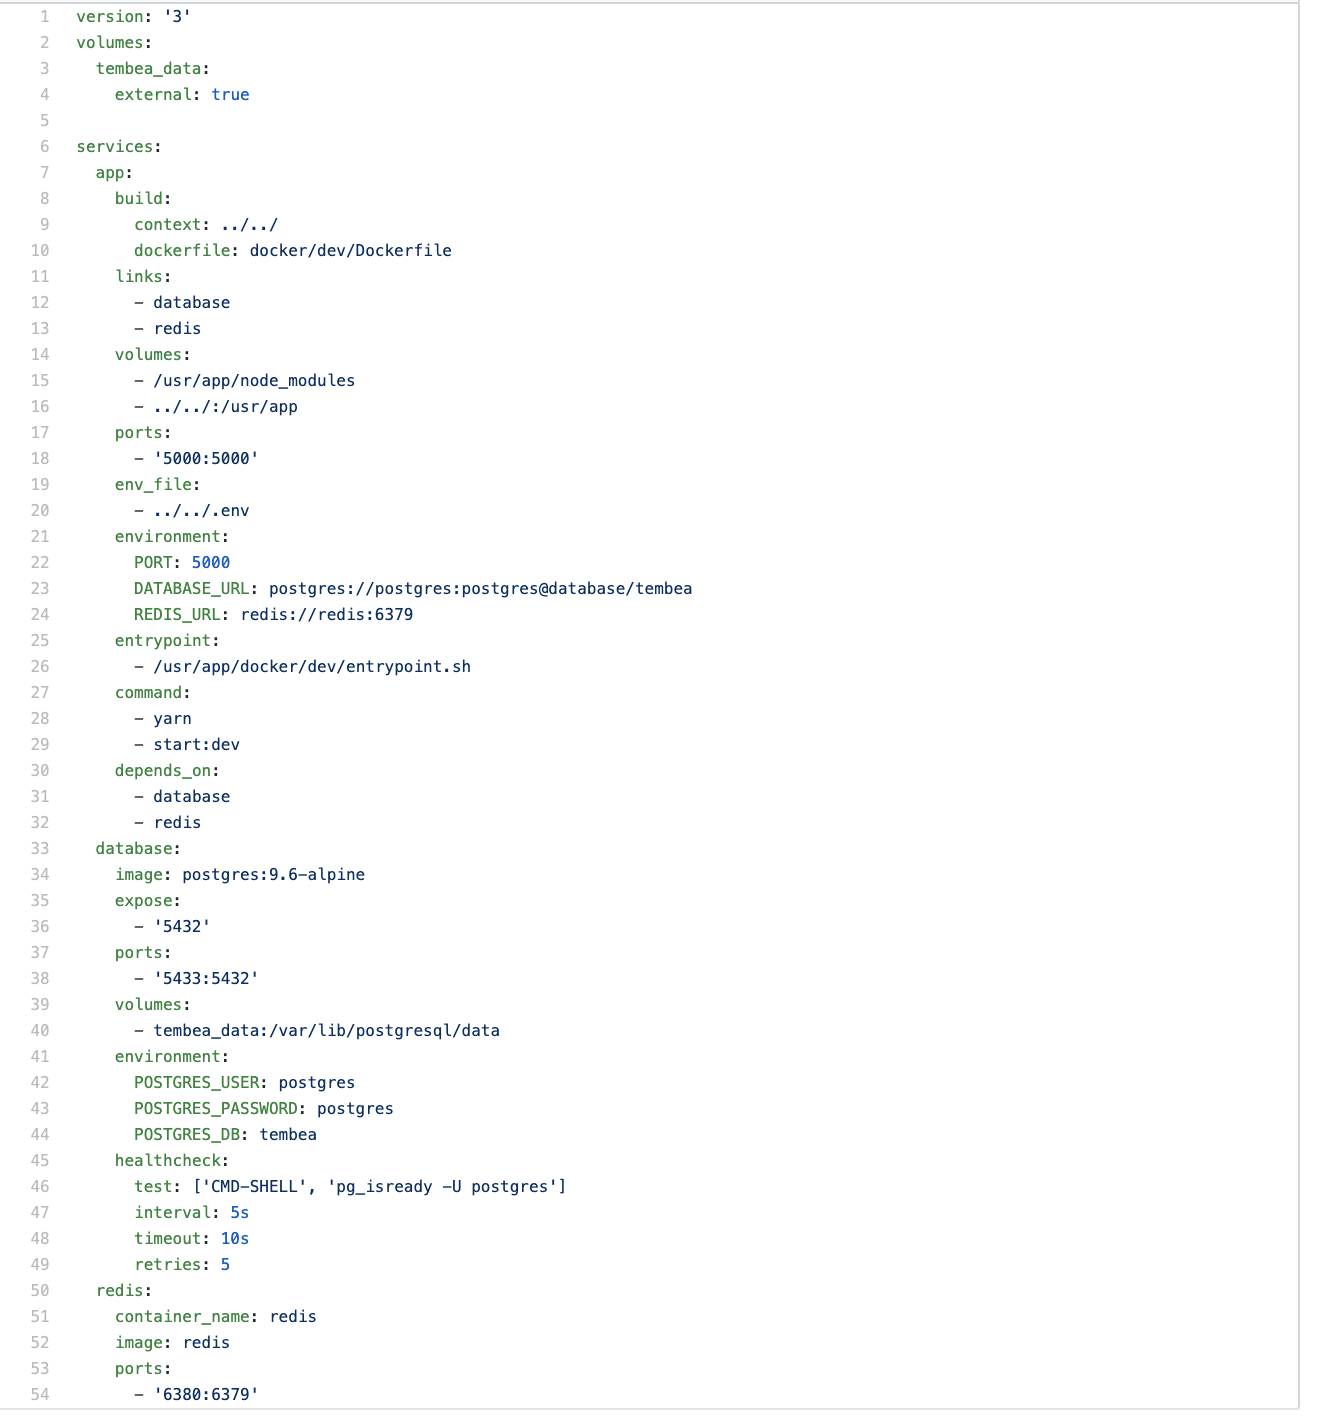 1 version: '3'
2 volumes:
3   tembea_data:
4     external: true
5
6 services:
7   app:
8     build:
9       context: ../../
10       dockerfile: docker/dev/Dockerfile
11     links:
12       - database
13       - redis
14     volumes:
15       - /usr/app/node_modules
16       - ../../:/usr/app
17     ports:
18       - '5000:5000'
19     env_file:
20       - ../../.env
21     environment:
22       PORT: 5000
23       DATABASE_URL: postgres://postgres:postgres@database/tembea
24       REDIS_URL: redis://redis:6379
25     entrypoint:
26       - /usr/app/docker/dev/entrypoint.sh
27     command:
28       - yarn
29       - start:dev
30     depends_on:
31       - database
32       - redis
33   database:
34     image: postgres:9.6-alpine
35     expose:
36       - '5432'
37     ports:
38       - '5433:5432'
39     volumes:
40       - tembea_data:/var/lib/postgresql/data
41     environment:
42       POSTGRES_USER: postgres
43       POSTGRES_PASSWORD: postgres
44       POSTGRES_DB: tembea
45     healthcheck:
46       test: ['CMD-SHELL', 'pg_isready -U postgres']
47       interval: 5s
48       timeout: 10s
49       retries: 5
50   redis:
51     container_name: redis
52     image: redis
53     ports:
54       - '6380:6379'